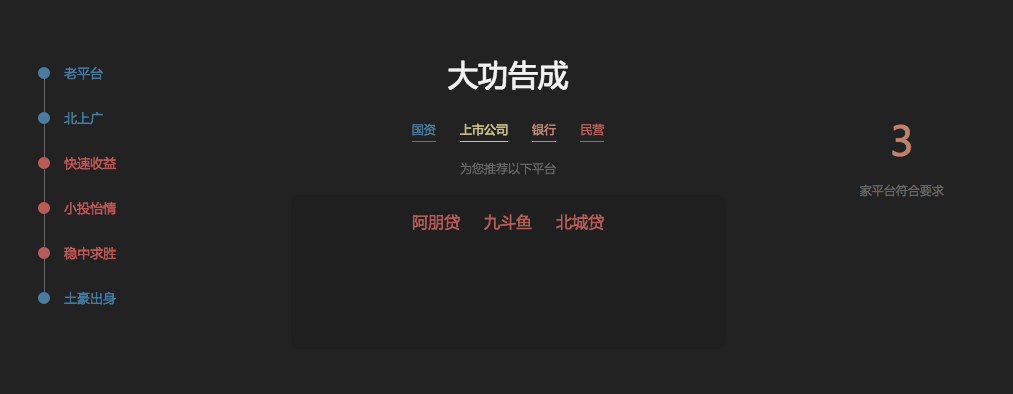 老平台
北上广
快速收益
小投怡情
稳中求胜
土豪出身
大功告成
国资 上市公司 银行 民营
为您推荐以下平台
阿朋贷 九斗鱼 北城贷
3
家平台符合要求